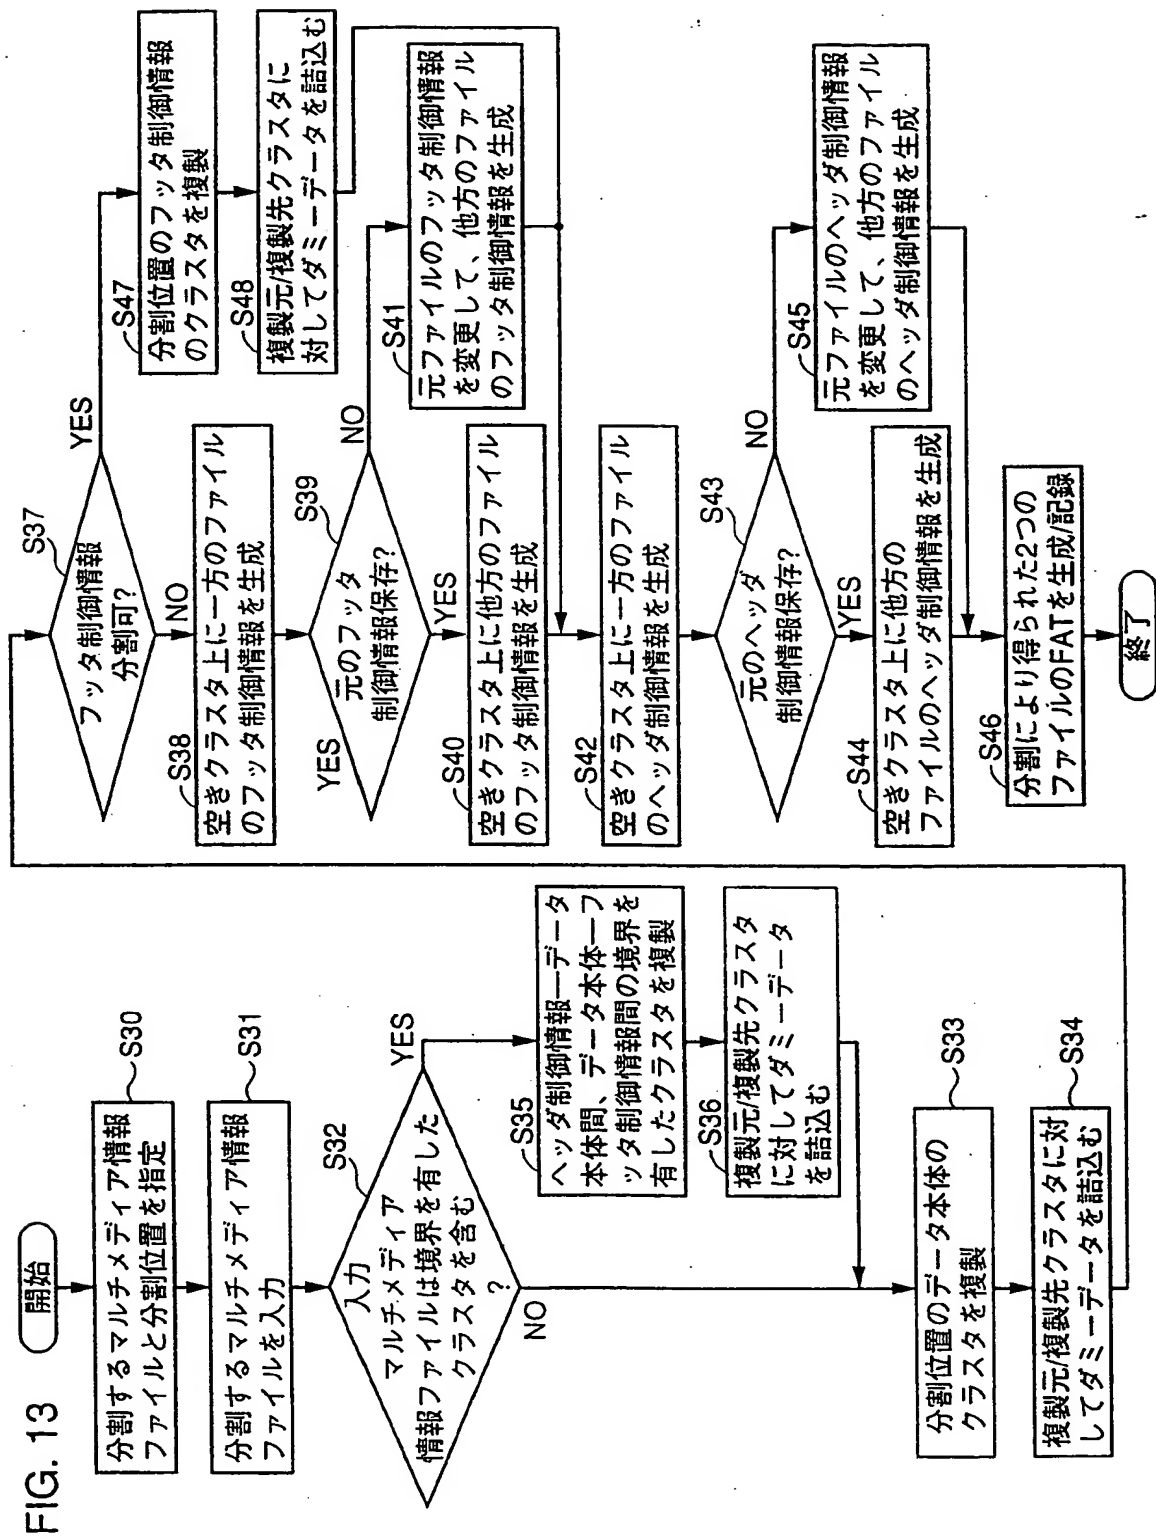 FIG. 13
開始
分割するマルチメディア情報
ファイルと分割位置を指定
S30
分割するマルチメディア情報
ファイルを入力
S31
入力
マルチメディア
情報ファイルは境界を有した
クラスタを含む
?
S32
YES
NO
S35
ヘッダ制御情報ーデータ
本体間、データ本体ーフ
ッタ制御情報間の境界を
有したクラスタを複製
S36
複製元/複製先クラスタ
に対してダミーデータ
を詰込む
分割位置のデータ本体の
クラスタを複製
S33
複製元/複製先クラスタに対
してダミーデータを詰込む
S34
S37
フッタ制御情報
分割可?
YES
NO
S47
分割位置のフッタ制御情報
のクラスタを複製
S48
複製元/複製先クラスタに
対してダミーデータを詰込む
S38
空きクラスタ上に一方のファイル
のフッタ制御情報を生成
S39
元のフッタ
制御情報保存?
YES
NO
YES
S41
元ファイルのフッタ制御情報
を変更して、他方のファイル
のフッタ制御情報を生成
S40
空きクラスタ上に他方のファイル
のフッタ制御情報を生成
S42
空きクラスタ上に一方のファイル
のヘッダ制御情報を生成
S43
元のヘッダ
制御情報保存?
NO
YES
S45
元ファイルのヘッダ制御情報
を変更して、他方のファイル
のヘッダ制御情報を生成
S44
空きクラスタ上に他方の
ファイルのヘッダ制御情報を生成
S46
分割により得られた2つの
ファイルのFATを生成/記録
終了